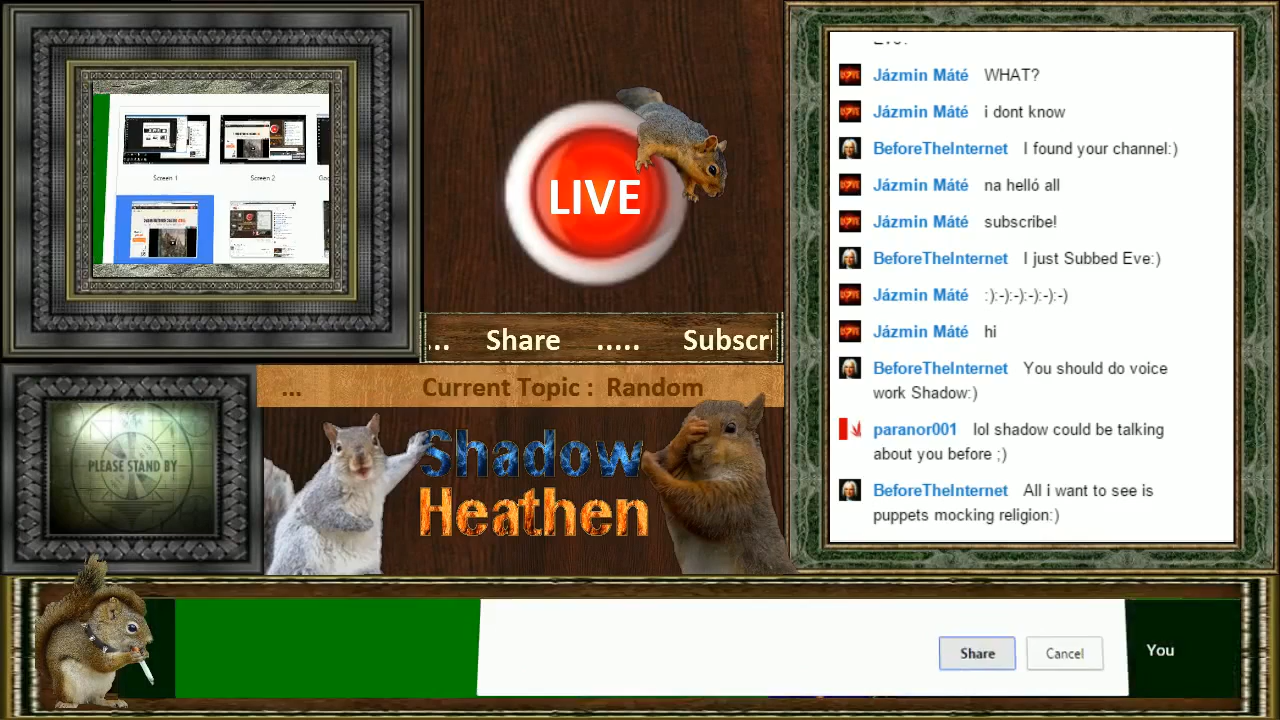 Screen 1
Screen 2
PLEASE STAND BY
LIVE
... Share ..... Subscri
... Current Topic : Random
Shadow
Heathen
Jázmin Máté WHAT?
Jázmin Máté i dont know
BeforeTheInternet I found your channel:)
Jázmin Máté na helló all
Jázmin Máté subscribe!
BeforeTheInternet I just Subbed Eve:)
Jázmin Máté :):-):-):-):-):-)
Jázmin Máté hi
BeforeTheInternet You should do voice
work Shadow:)
paranor001 lol shadow could be talking
about you before ;)
BeforeTheInternet All i want to see is
puppets mocking religion:)
Share Cancel You